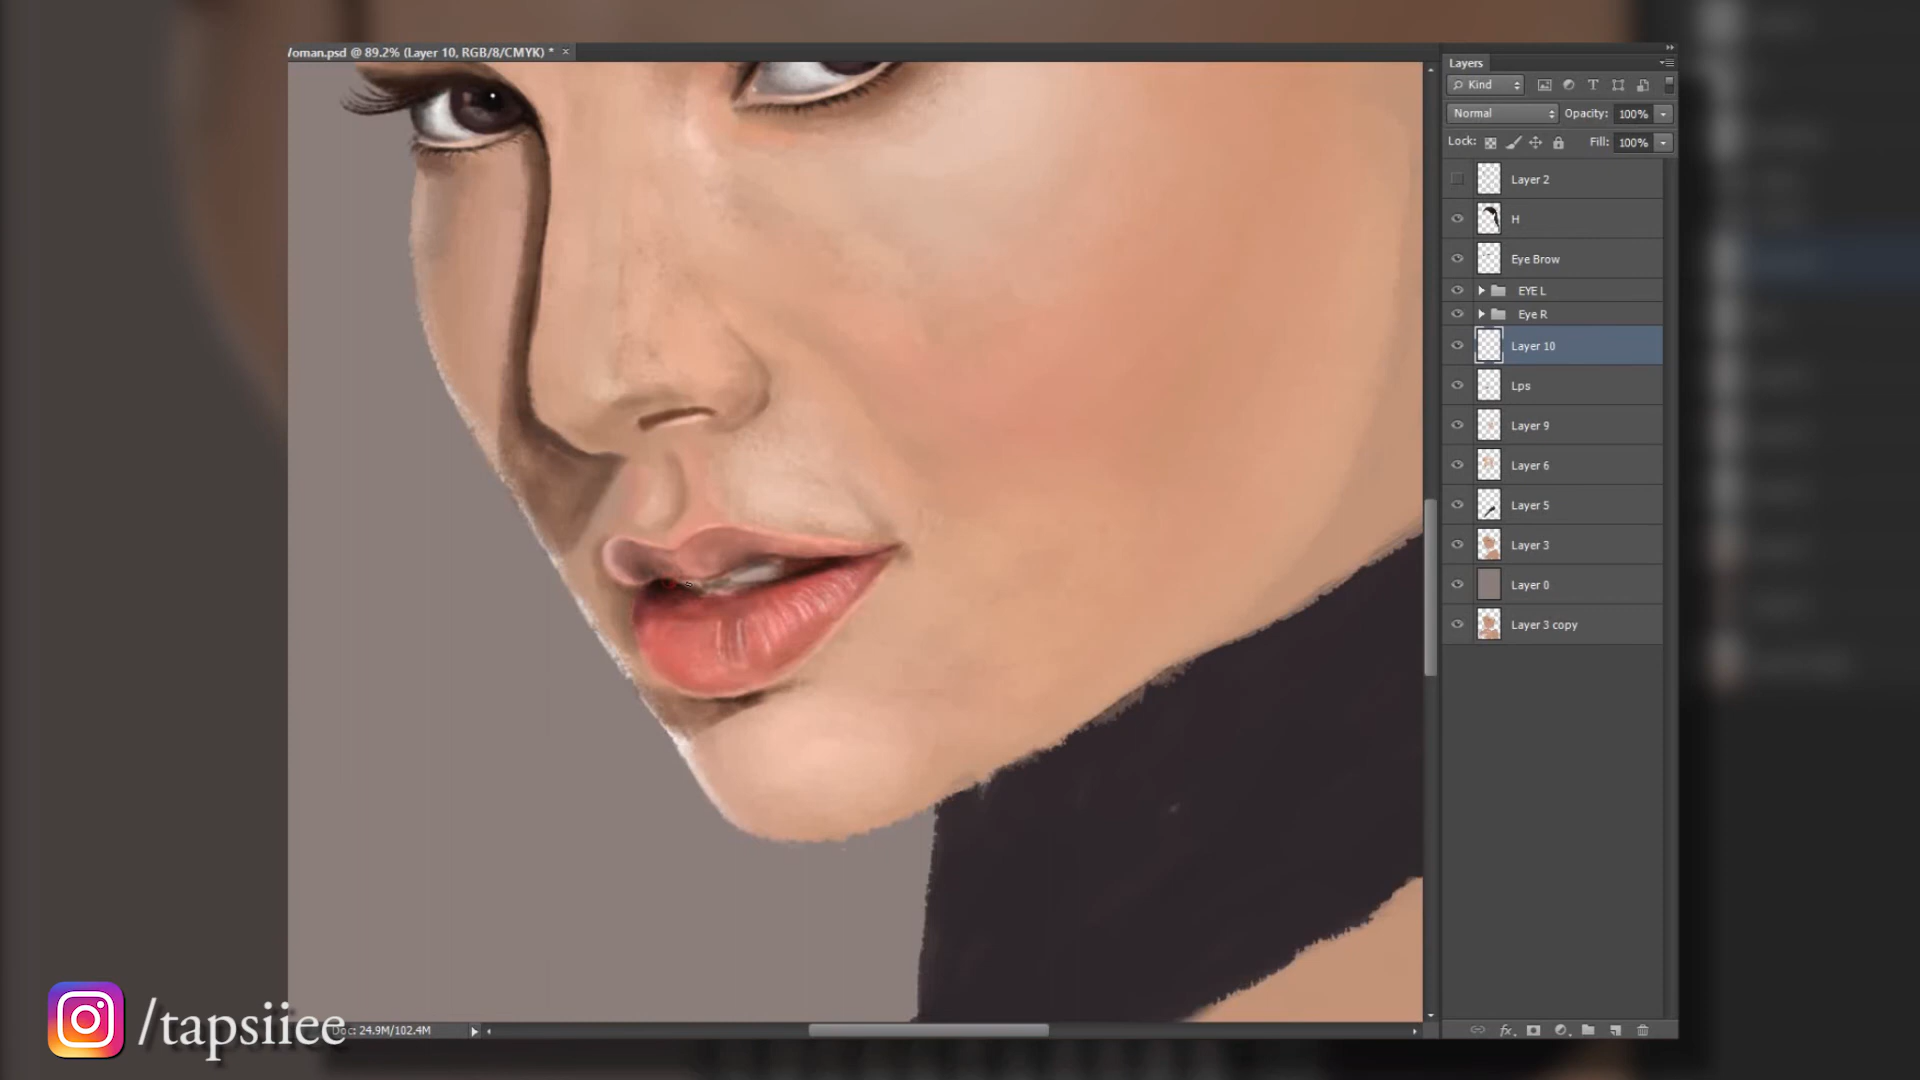 Woman.psd @ 89.2% (Layer 10, RGB/8/CMYK) * ×
Layers
Kind
Normal
Opacity: 100%
Lock:
Fill: 100%
Layer 2
H
Eye Brow
EYE L
Eye R
Layer 10
Lps
Layer 9
Layer 6
Layer 5
Layer 3
Layer 0
Layer 3 copy
fx
Doc: 24.9M/102.4M
/tapsiiee